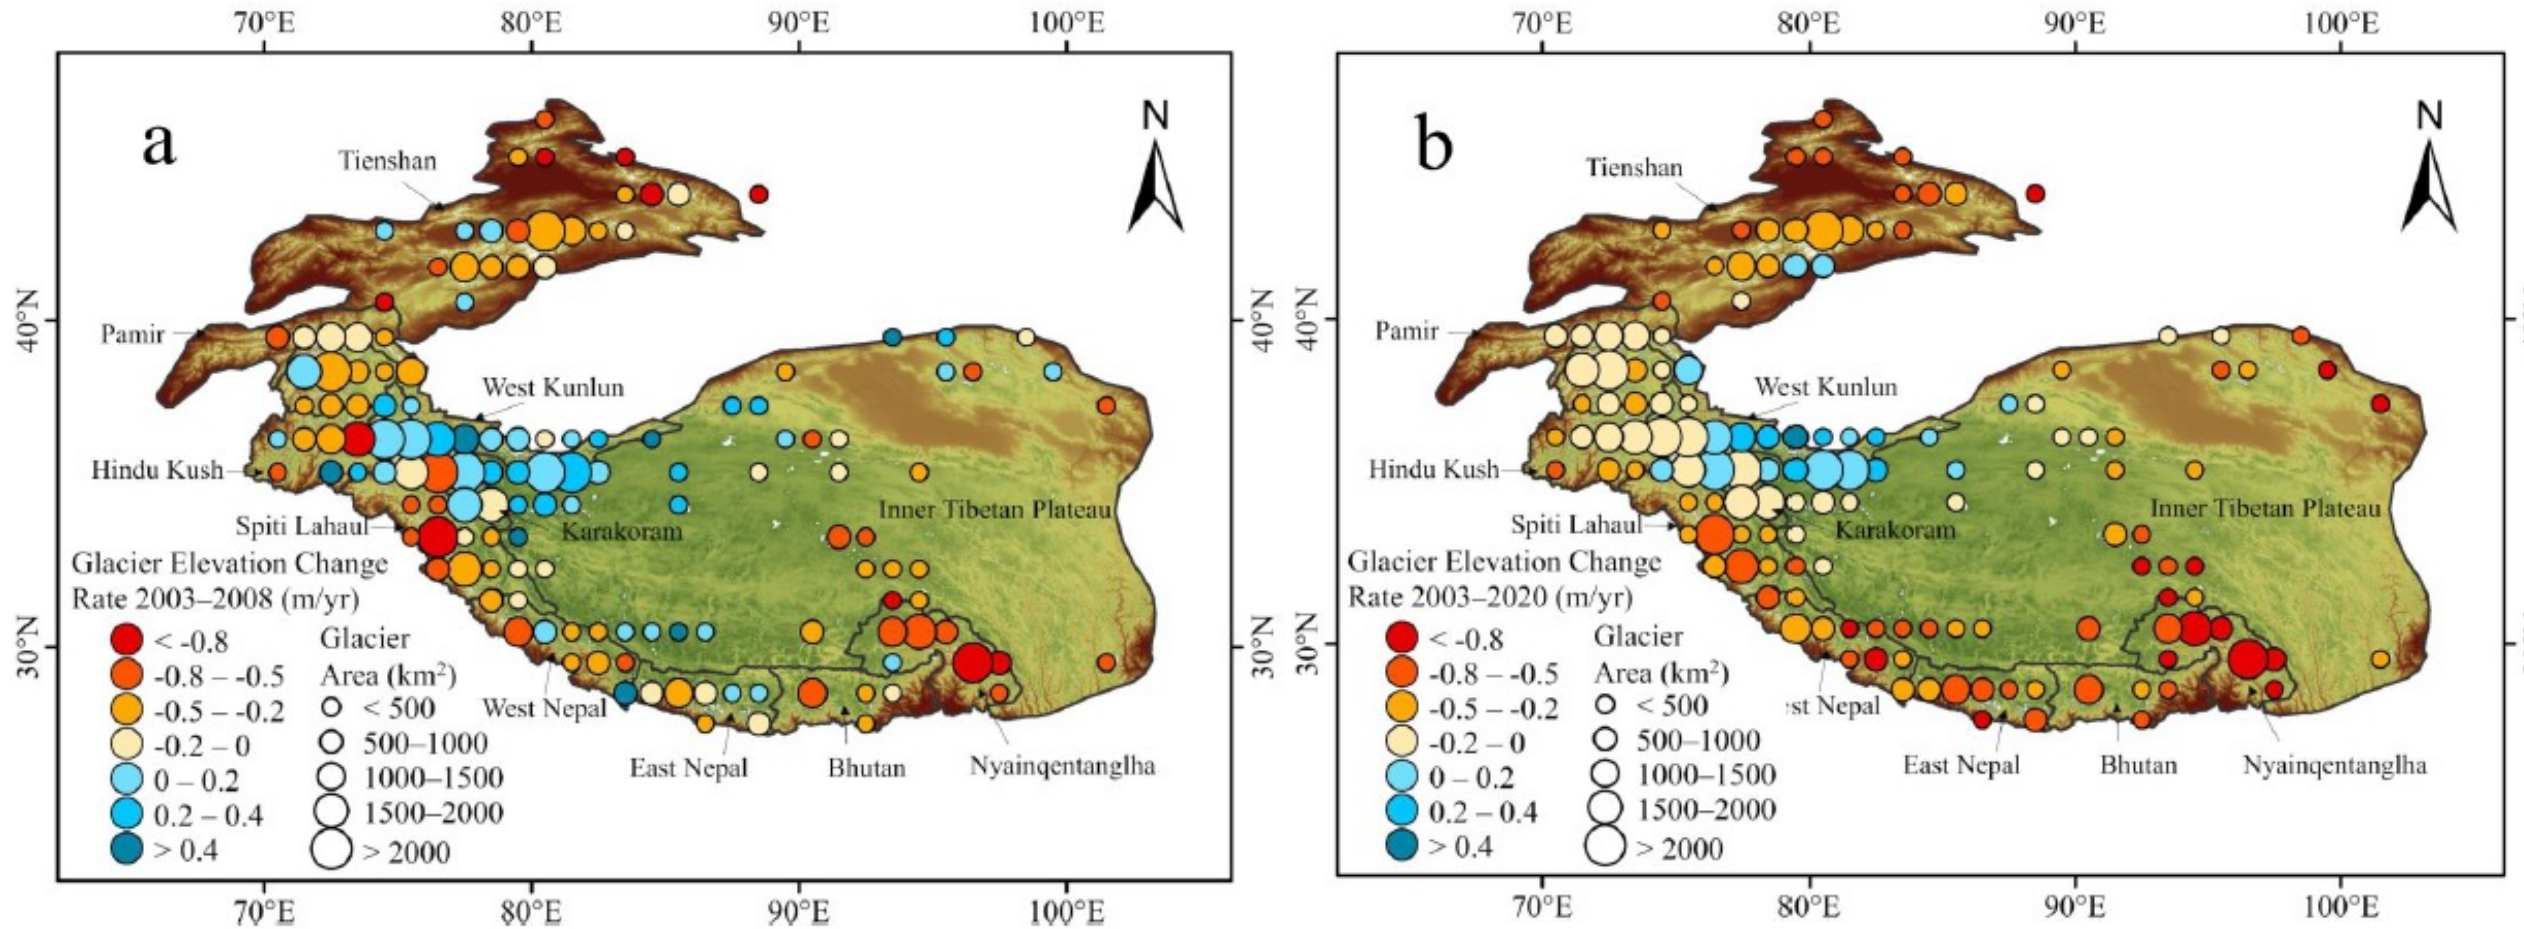 70°E 80°E 90°E 100°E
a
N
Tienshan
Pamir
West Kunlun
Hindu Kush
Spiti Lahaul
Karakoram
Inner Tibetan Plateau
West Nepal
East Nepal
Bhutan
Nyainqentanglha
40°N
30°N
40°N
30°N
Glacier Elevation Change
Rate 2003–2008 (m/yr)
< -0.8
-0.8 – -0.5
-0.5 – -0.2
-0.2 – 0
0 – 0.2
0.2 – 0.4
> 0.4
Glacier
Area (km²)
< 500
500–1000
1000–1500
1500–2000
> 2000
70°E 80°E 90°E 100°E
70°E 80°E 90°E 100°E
b
N
Tienshan
Pamir
West Kunlun
Hindu Kush
Spiti Lahaul
Karakoram
Inner Tibetan Plateau
st Nepal
East Nepal
Bhutan
Nyainqentanglha
40°N
30°N
Glacier Elevation Change
Rate 2003–2020 (m/yr)
< -0.8
-0.8 – -0.5
-0.5 – -0.2
-0.2 – 0
0 – 0.2
0.2 – 0.4
> 0.4
Glacier
Area (km²)
< 500
500–1000
1000–1500
1500–2000
> 2000
70°E 80°E 90°E 100°E